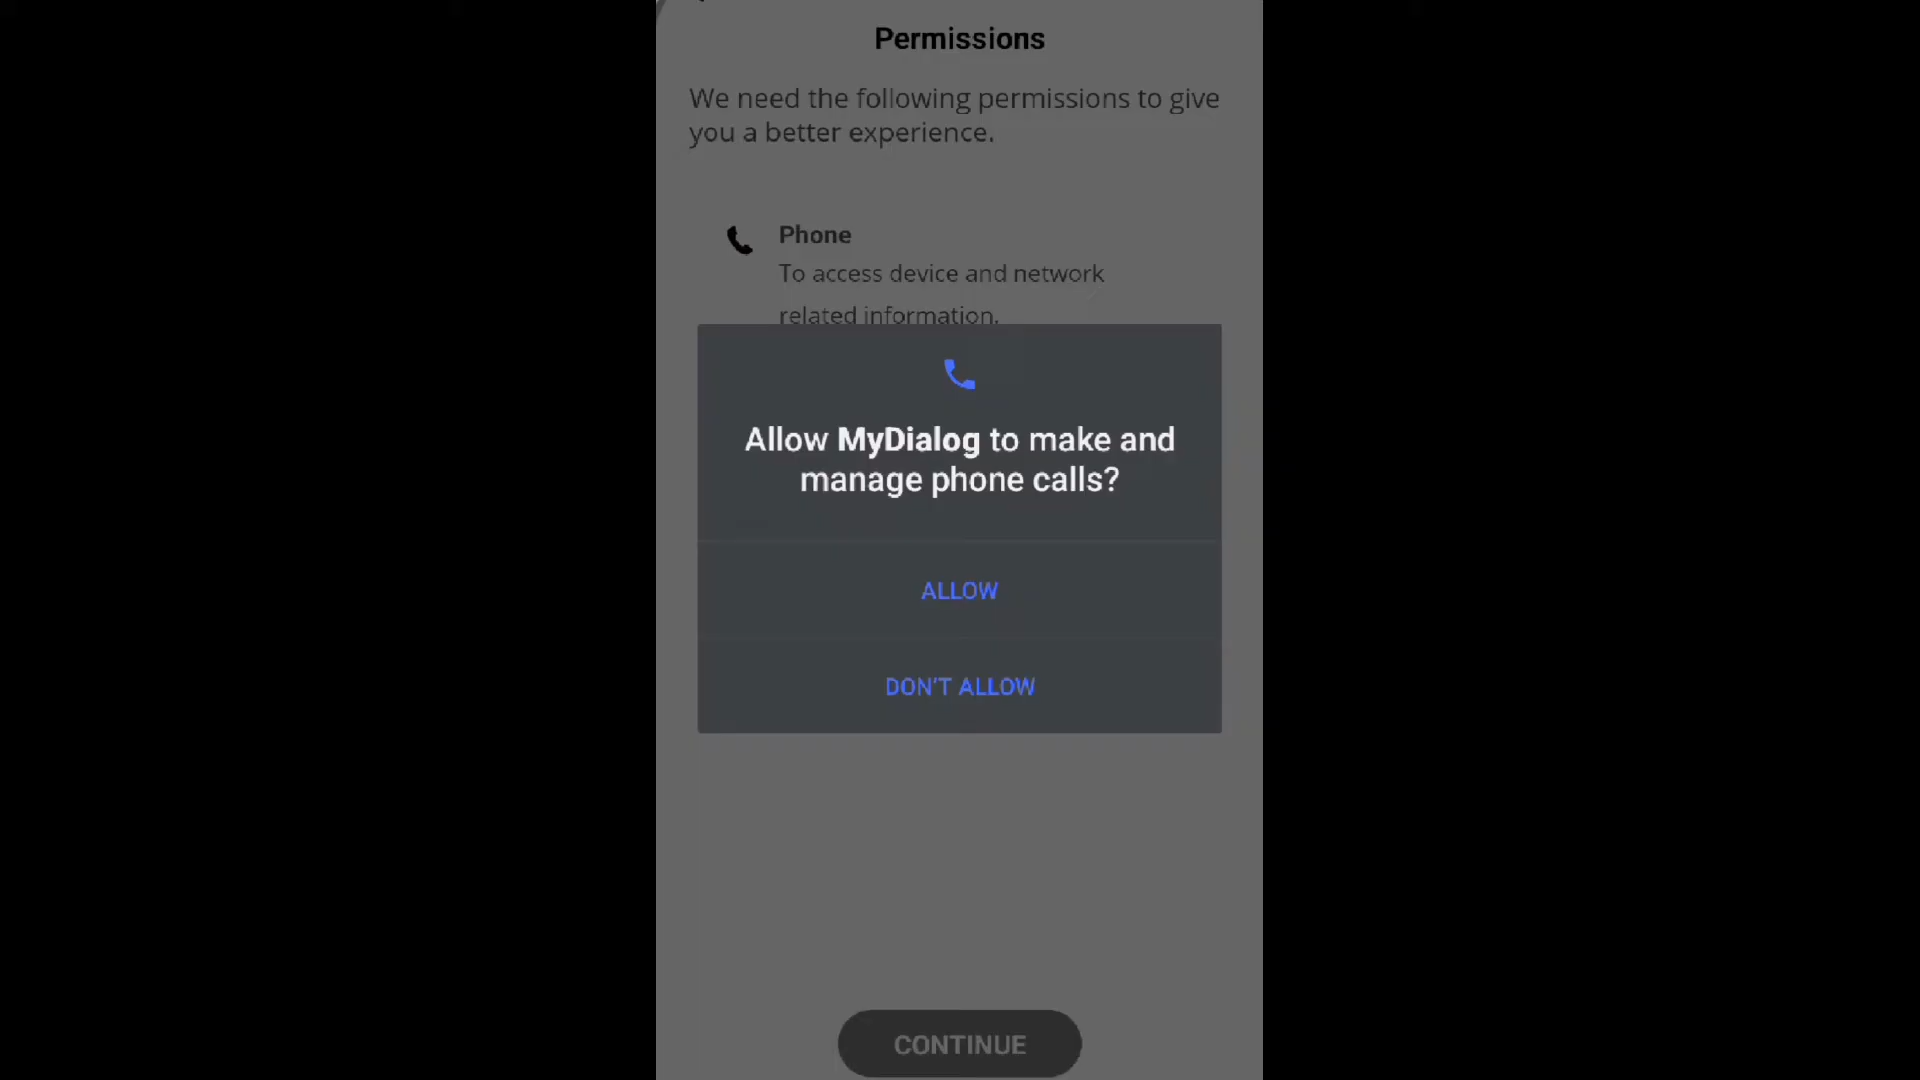 Permissions
We need the following permissions to give
you a better experience.
Phone
To access device and network
related information.
Allow MyDialog to make and
manage phone calls?
ALLOW
DON'T ALLOW
CONTINUE